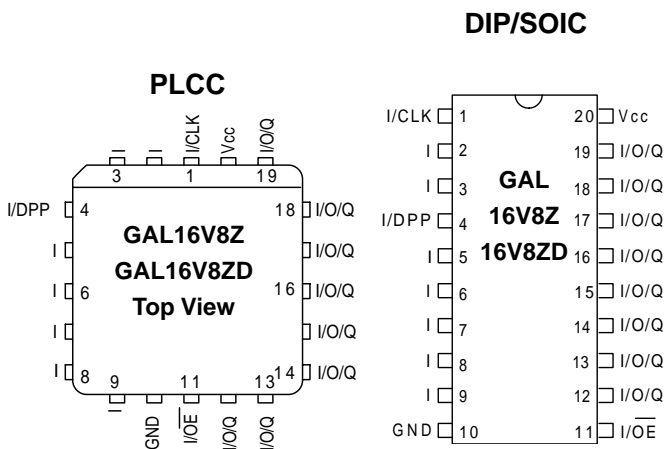 DIP/SOIC
PLCC
I I I/CLK Vcc I/O/Q
3 1 19
I/DPP 4 18 I/O/Q
I I/O/Q
I 6 16 I/O/Q
I I/O/Q
I 8 14 I/O/Q
GAL16V8Z
GAL16V8ZD
Top View
9 11 13
I GND I/OE I/O/Q I/O/Q
I/CLK 1 20 Vcc
I 2 19 I/O/Q
I 3 18 I/O/Q
I/DPP 4 17 I/O/Q
I 5 16 I/O/Q
I 6 15 I/O/Q
I 7 14 I/O/Q
I 8 13 I/O/Q
I 9 12 I/O/Q
GND 10 11 I/OE
GAL
16V8Z
16V8ZD